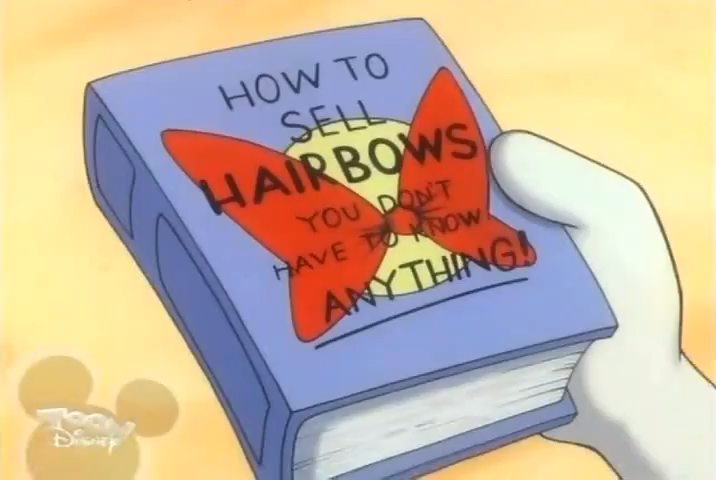 HOW TO
SELL
HAIRBOWS
YOU DON'T
HAVE TO KNOW
ANYTHING!
TOON
DISNEY